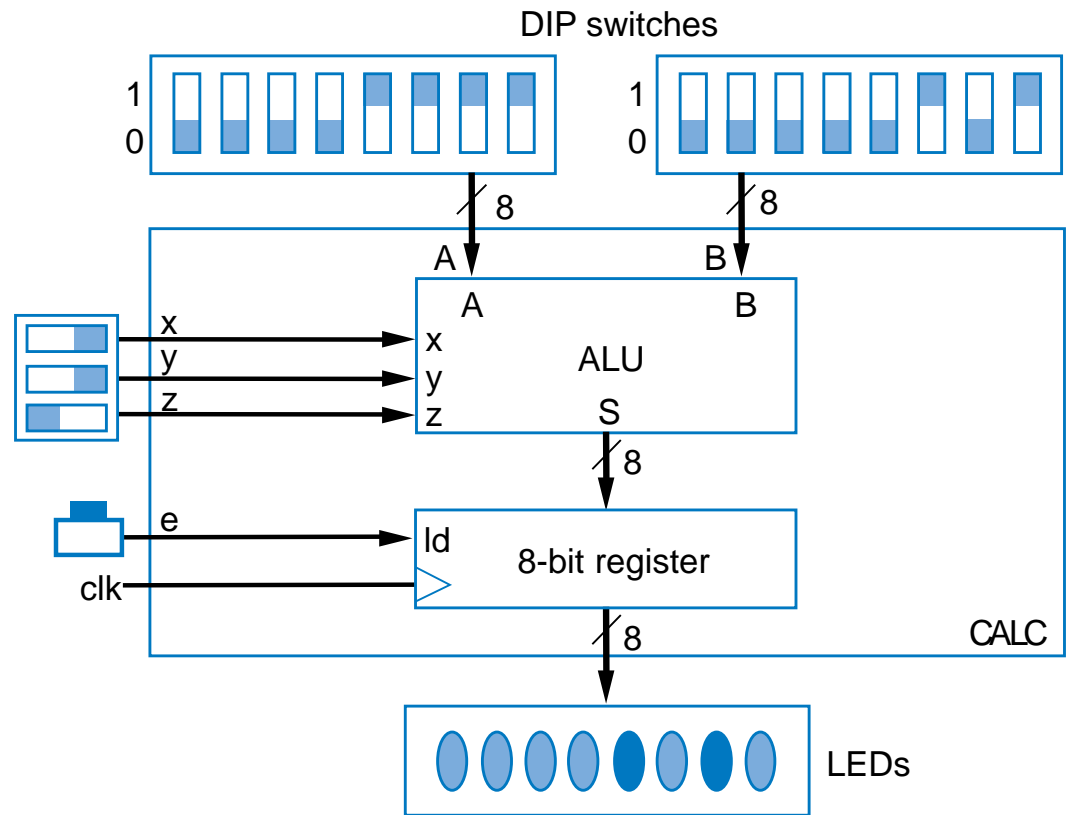 DIP switches
1
0
1
0
8
8
A
B
A
B
x
x
y
ALU
y
z
z
S
8
e
ld
8-bit register
clk
8
CALC
LEDs